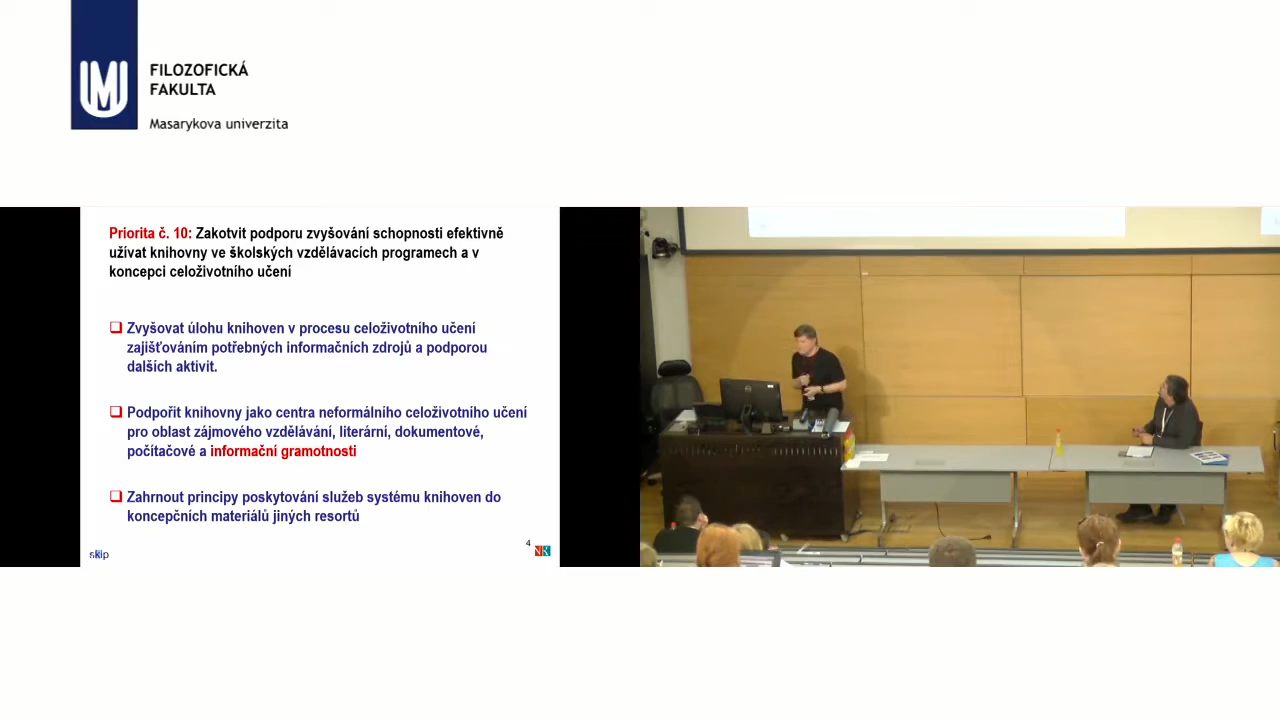 FILOZOFICKÁ
FAKULTA
Masarykova univerzita
Priorita č. 10: Zakotvit podporu zvyšování schopnosti efektivně
užívat knihovny ve školských vzdělávacích programech a v
koncepci celoživotního učení
Zvyšovat úlohu knihoven v procesu celoživotního učení
zajišťováním potřebných informačních zdrojů a podporou
dalších aktivit.
Podpořit knihovny jako centra neformálního celoživotního učení
pro oblast zájmového vzdělávání, literární, dokumentové,
počítačové a informační gramotnosti
Zahrnout principy poskytování služeb systému knihoven do
koncepčních materiálů jiných resortů
4